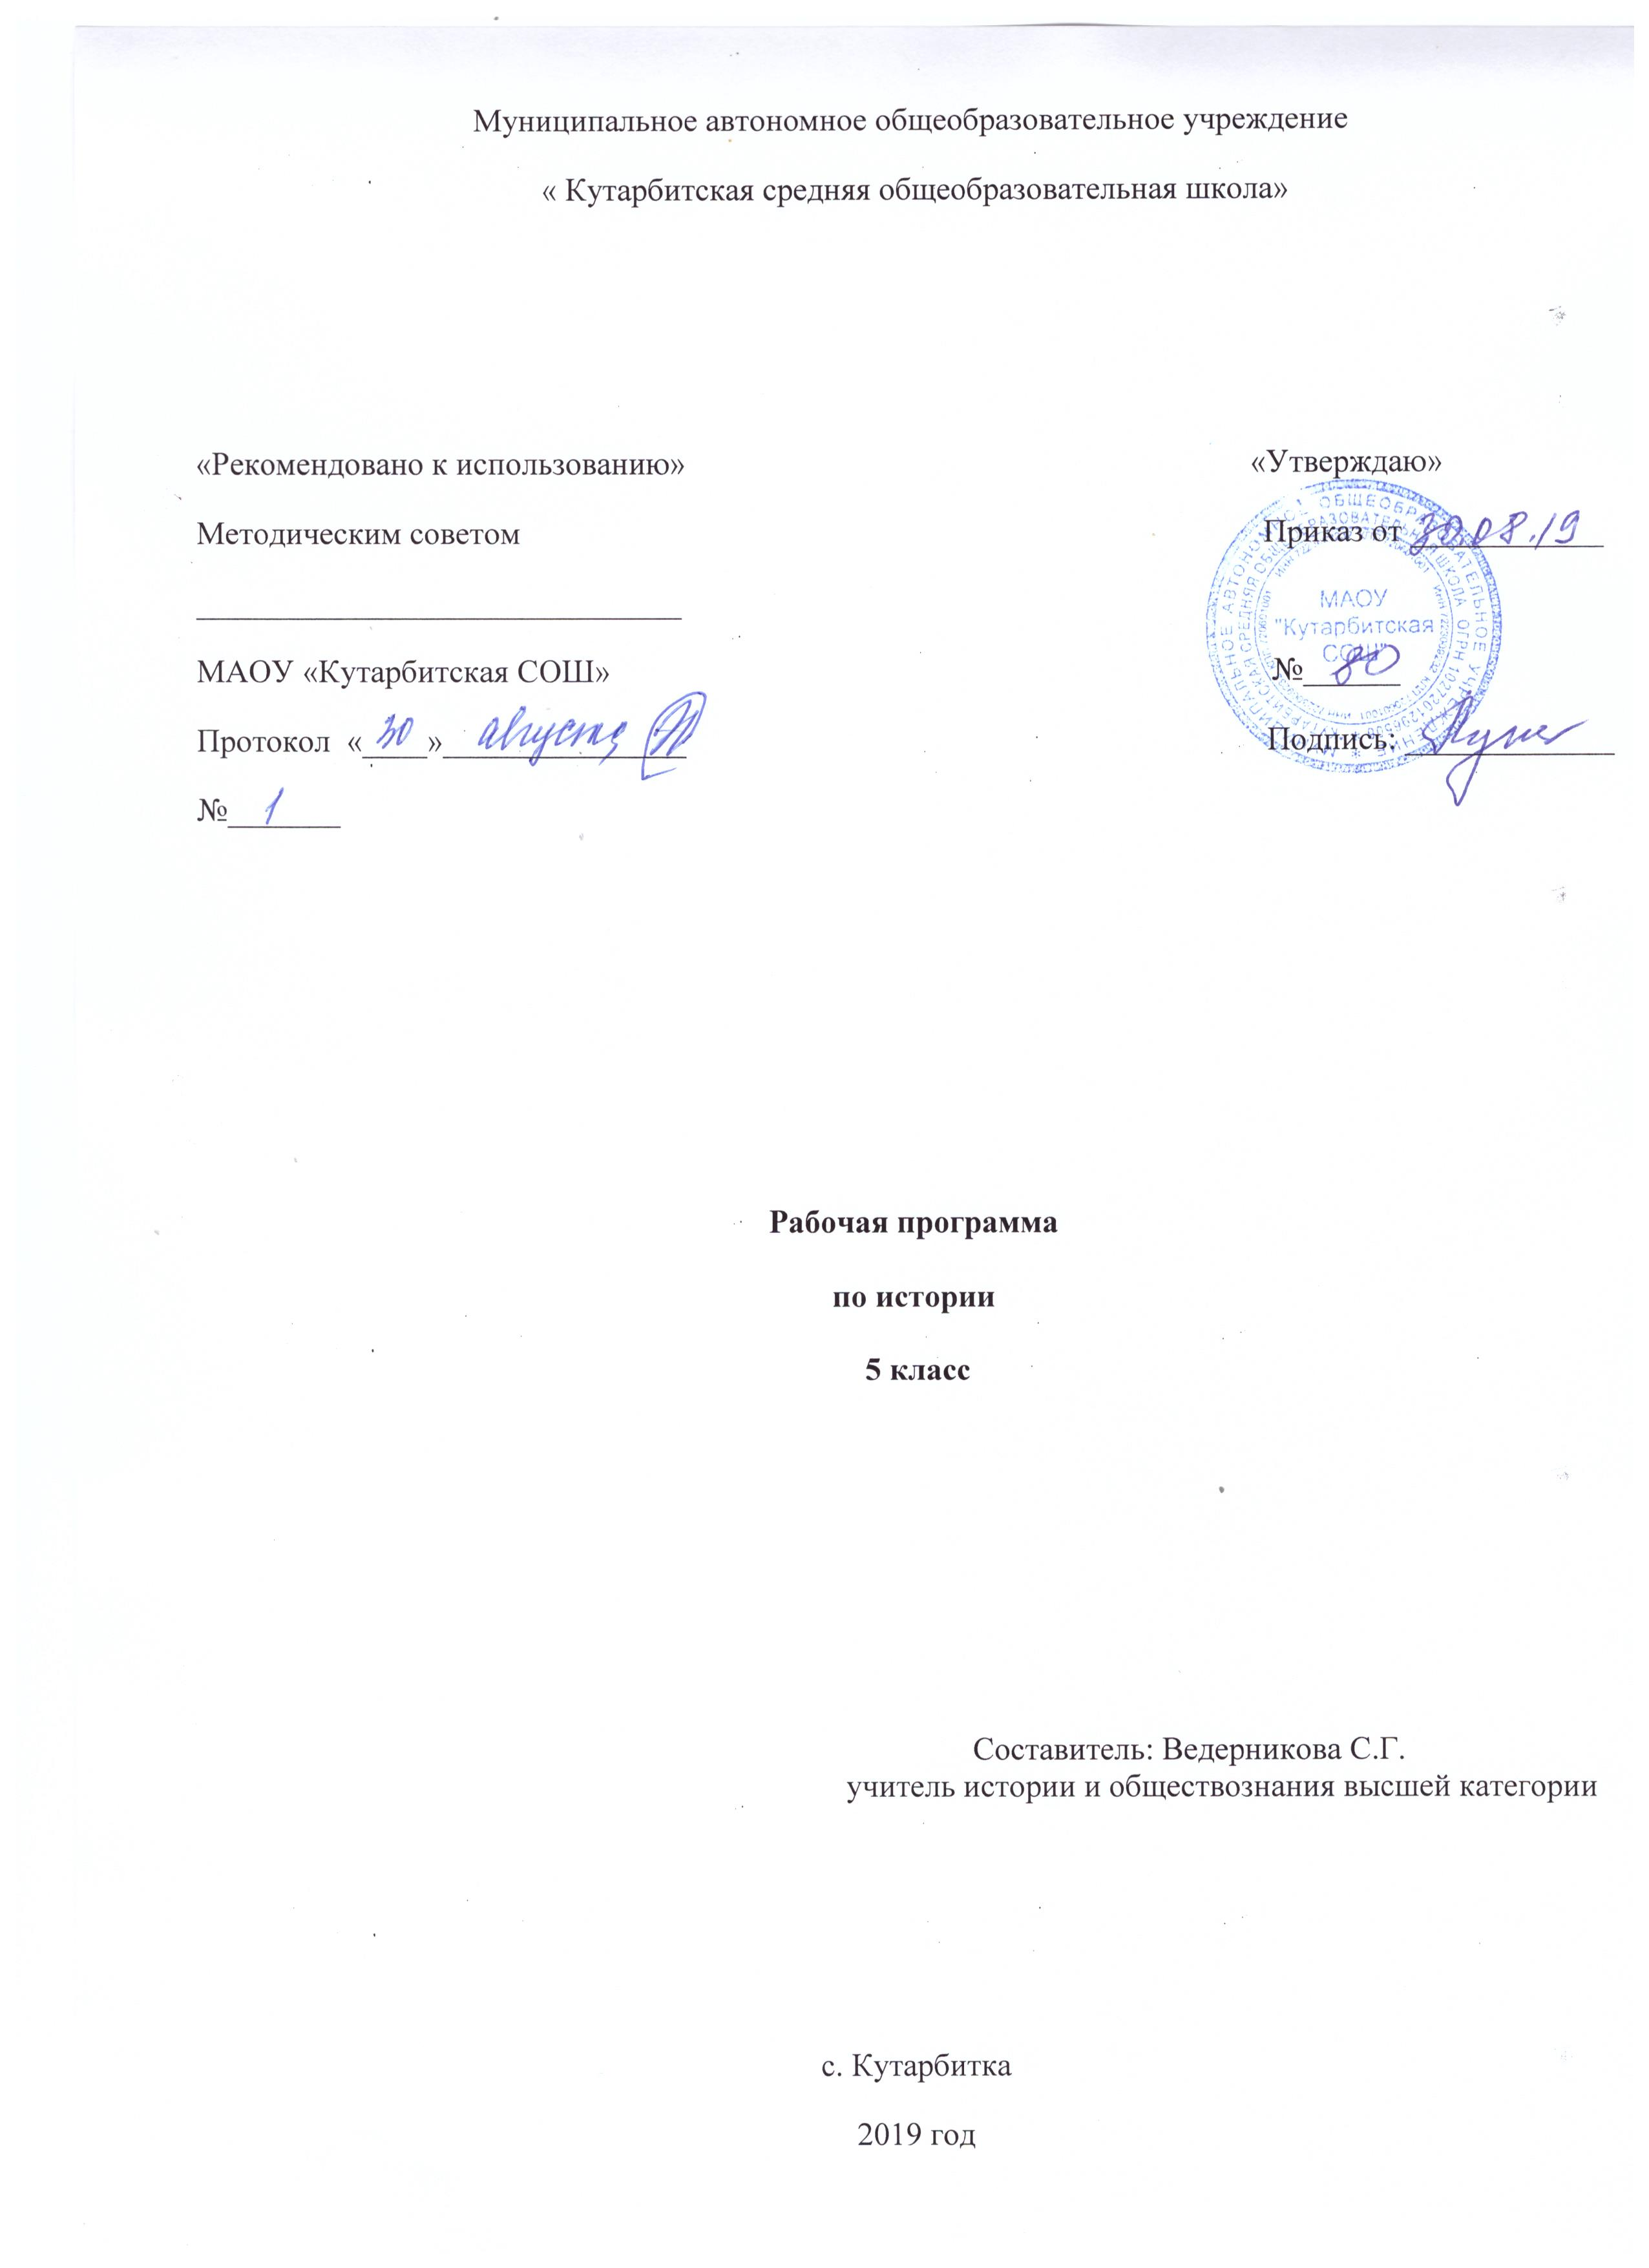 Муниципальное автономное общеобразовательное учреждение
« Кутарбитская средняя общеобразовательная школа»
«Рекомендовано к использованию»
Методическим советом
МАОУ «Кутарбитская СОШ»
Протокол «30» августа
№ 1
«Утверждаю»
Приказ от 30.08.19
№ 80
Подпись:
МАОУ
"Кутарбитская
СОШ"
Рабочая программа
по истории
5 класс
Составитель: Ведерникова С.Г.
учитель истории и обществознания высшей категории
с. Кутарбитка
2019 год